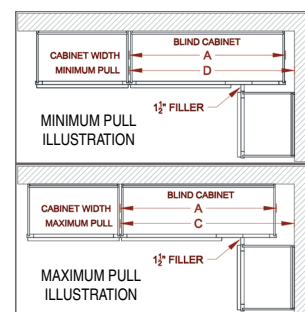 BLIND CABINET
CABINET WIDTH
A
MINIMUM PULL
D
1½" FILLER
MINIMUM PULL
ILLUSTRATION
BLIND CABINET
CABINET WIDTH
A
MAXIMUM PULL
C
1½" FILLER
MAXIMUM PULL
ILLUSTRATION